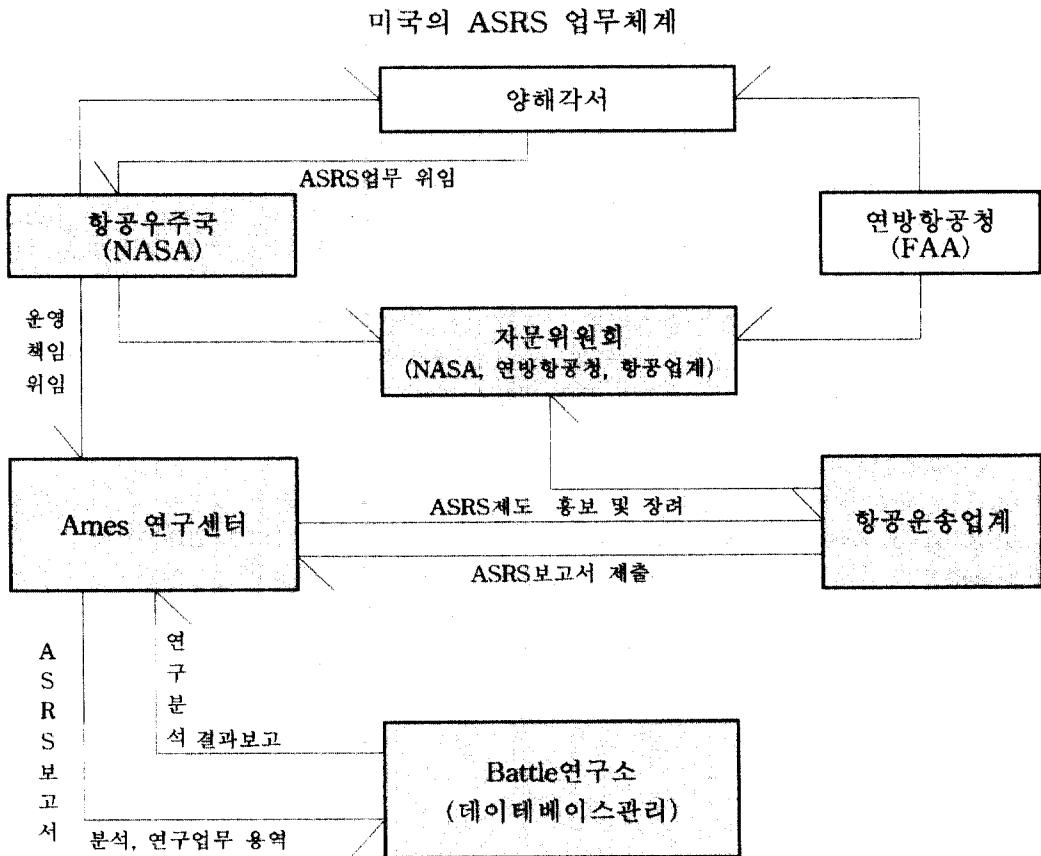 미국의 ASRS 업무체계
양해각서
ASRS업무 위임
항공우주국
(NASA)
연방항공청
(FAA)
운영
책임
위임
자문위원회
(NASA, 연방항공청, 항공업계)
Ames 연구센터
ASRS제도 홍보 및 장려
항공운송업계
ASRS보고서 제출
ASRS보고서
연구분석 결과보고
Battle연구소
(데이테베이스관리)
분석, 연구업무 용역